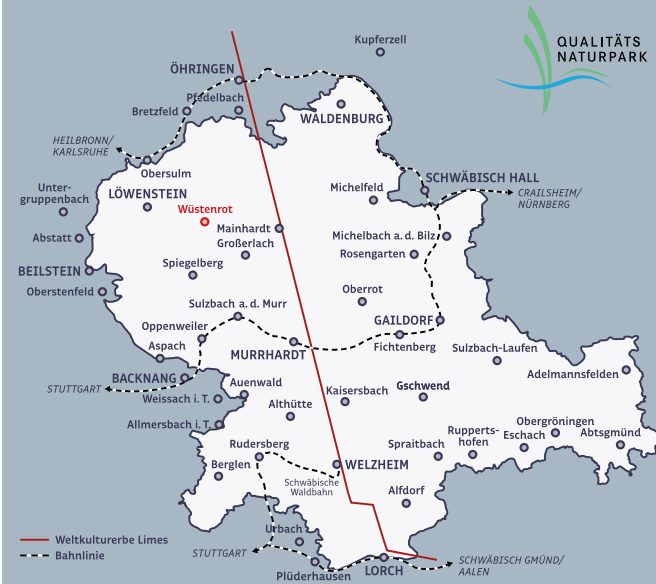 Kupferzell
QUALITÄTS
NATURPARK
ÖHRINGEN
Pfedelbach
Bretzfeld
WALDENBURG
HEILBRONN/
KARLSRUHE
Obersulm
SCHWÄBISCH HALL
Unter-
gruppenbach
LÖWENSTEIN
Michelfeld
CRAILSHEIM/
NÜRNBERG
Wüstenrot
Mainhardt
Abstatt
Michelbach a. d. Bilz
Großerlach
Rosengarten
BEILSTEIN
Spiegelberg
Oberstenfeld
Oberrot
Sulzbach a. d. Murr
GAILDORF
Oppenweiler
Fichtenberg
Aspach
MURRHARDT
Sulzbach-Laufen
BACKNANG
Adelmannsfelden
STUTTGART
Auenwald
Weissach i. T.
Kaisersbach
Gschwend
Althütte
Allmersbach i. T.
Obergröningen
Rupperts-
hofen
Eschach
Abtsgmünd
Rudersberg
Spraitbach
Berglen
WELZHEIM
Schwäbische
Waldbahn
Alfdorf
Urbach
Weltkulturerbe Limes
Bahnlinie
STUTTGART
Plüderhausen
LORCH
SCHWÄBISCH GMÜND/
AALEN